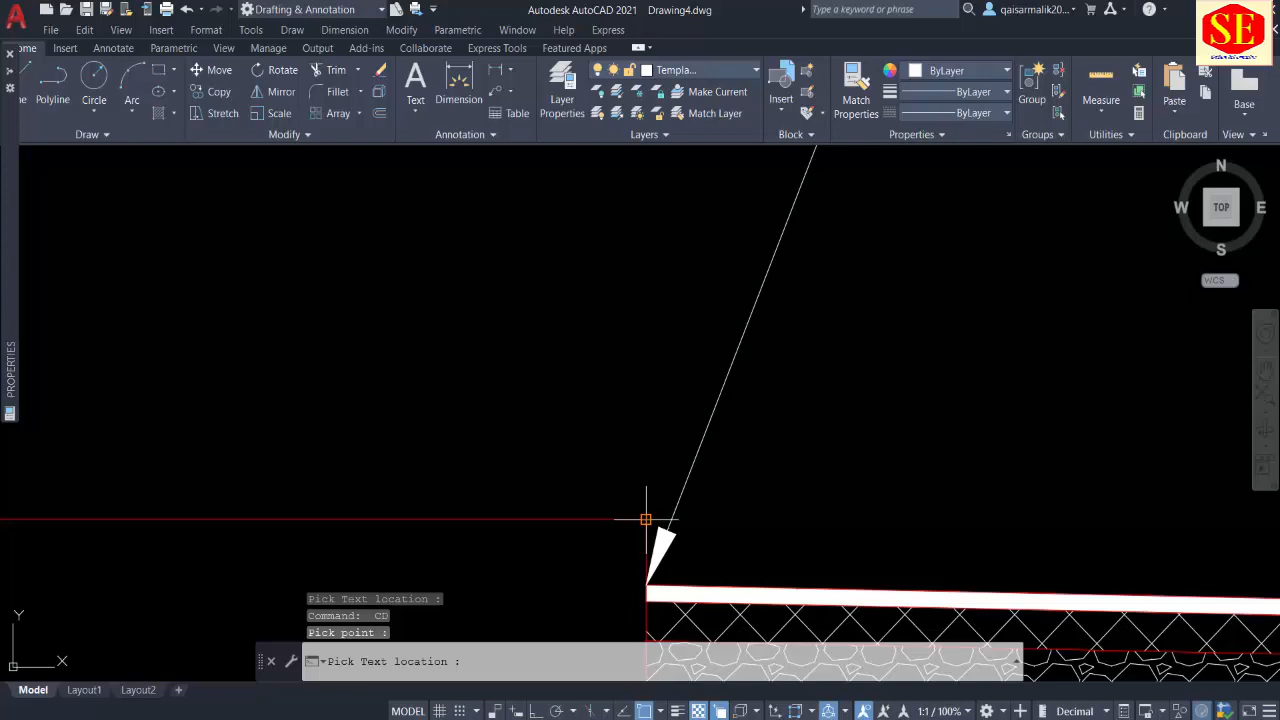 Drafting & Annotation
Autodesk AutoCAD 2021 Drawing4.dwg
Type a keyword or phrase
qaisarmalik20...
SE
File Edit View Insert Format Tools Draw Dimension Modify Parametric Window Help Express
ome Insert Annotate Parametric View Manage Output Add-ins Collaborate Express Tools Featured Apps
Polyline
Circle
Arc
Move
Copy
Stretch
Rotate
Mirror
Scale
Trim
Fillet
Array
Text
Dimension
Table
Layer
Properties
Templa...
Make Current
Match Layer
Insert
Match
Properties
ByLayer
ByLayer
ByLayer
Group
Measure
Paste
Base
Draw
Modify
Annotation
Layers
Block
Properties
Groups
Utilities
Clipboard
View
PROPERTIES
N
W
TOP
E
S
WCS
Pick Text location :
Command: CD
Pick point :
Pick Text location :
Y
X
Model Layout1 Layout2 +
MODEL
1:1 / 100%
Decimal